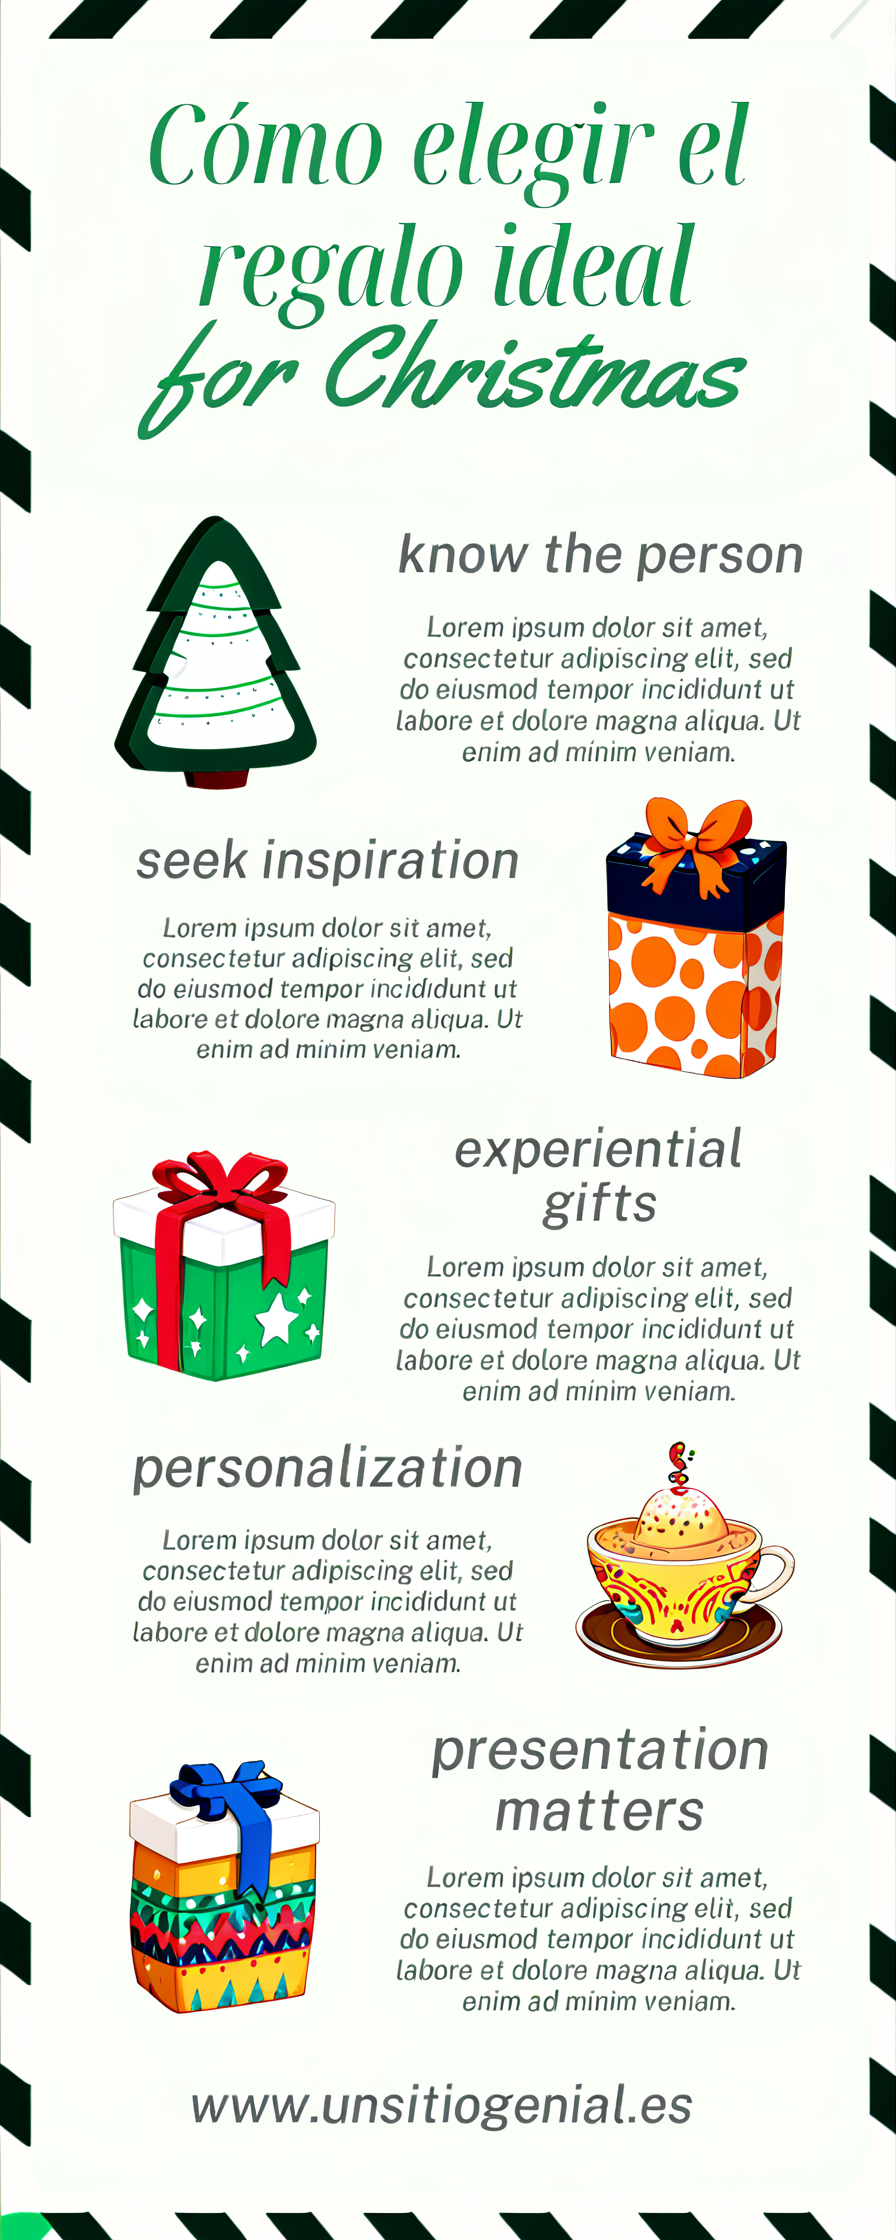 Cómo elegir el
regalo ideal
for Christmas
know the person
Lorem ipsum dolor sit amet,
consectetur adipiscing elit, sed
do eiusmod tempor incididunt ut
labore et dolore magna aliqua. Ut
enim ad minim veniam.
seek inspiration
Lorem ipsum dolor sit amet,
consectetur adipiscing elit, sed
do eiusmod tempor incididunt ut
labore et dolore magna aliqua. Ut
enim ad minim veniam.
experiential
gifts
Lorem ipsum dolor sit amet,
consectetur adipiscing elit, sed
do eiusmod tempor incididunt ut
labore et dolore magna aliqua. Ut
enim ad minim veniam.
personalization
Lorem ipsum dolor sit amet,
consectetur adipiscing elit, sed
do eiusmod tempor incididunt ut
labore et dolore magna aliqua. Ut
enim ad minim veniam.
presentation
matters
Lorem ipsum dolor sit amet,
consectetur adipiscing elit, sed
do eiusmod tempor incididunt ut
labore et dolore magna aliqua. Ut
enim ad minim veniam.
www.unsitiogenial.es